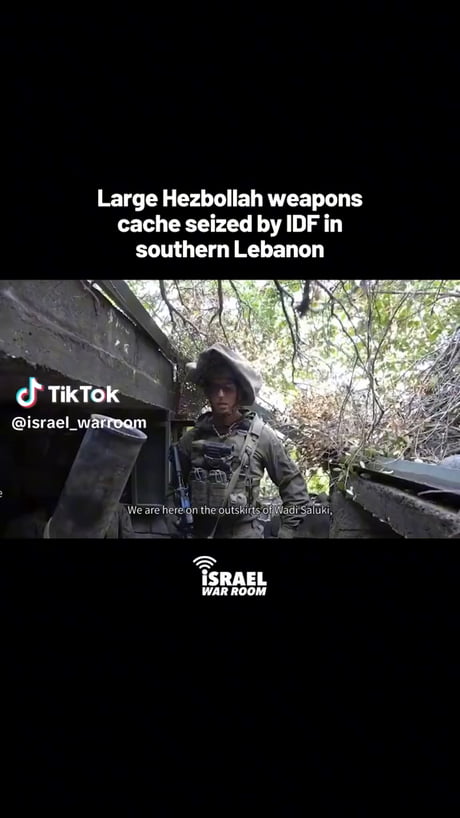 Large Hezbollah weapons
cache seized by IDF in
southern Lebanon
TikTok
@israel_warroom
We are here on the outskirts of Wadi Saluki,
iSRAEL
WAR ROOM